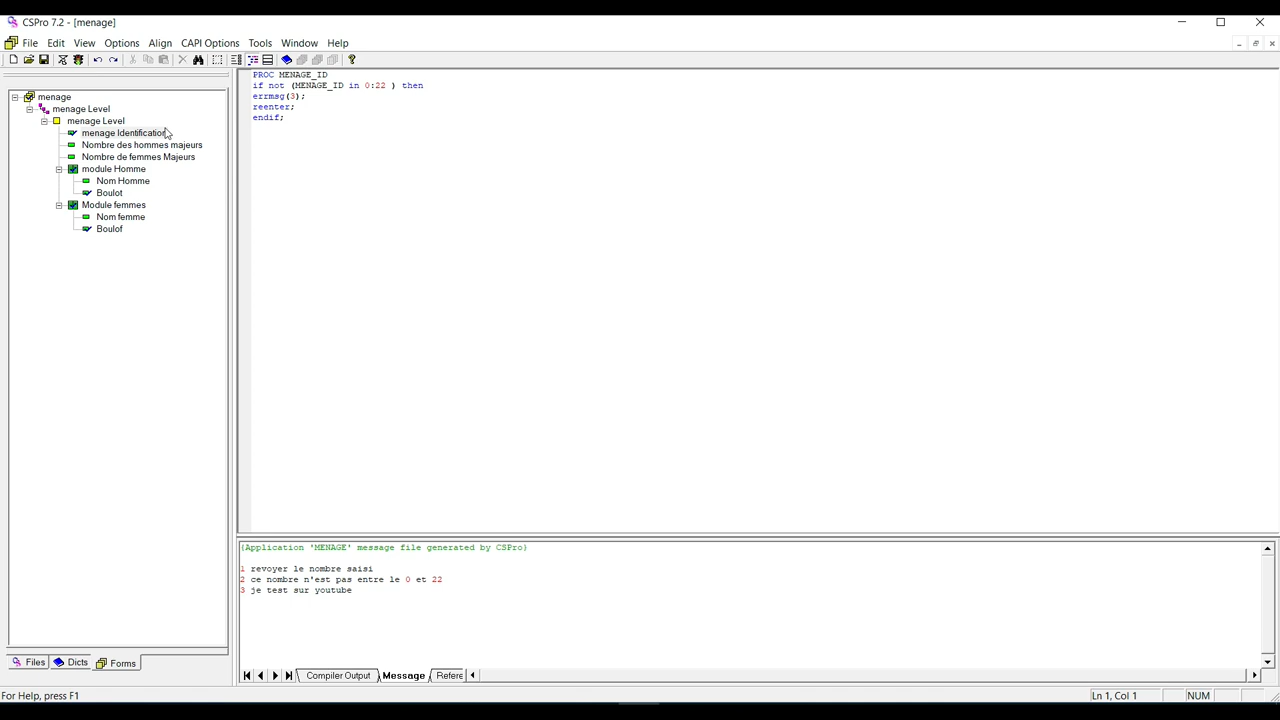 CSPro 7.2 - [menage]
File Edit View Options Align CAPI Options Tools Window Help
menage
menage Level
menage Level
menage Identification
Nombre des hommes majeurs
Nombre de femmes Majeurs
module Homme
Nom Homme
Boulot
Module femmes
Nom femme
Boulof
PROC MENAGE_ID
if not (MENAGE_ID in 0:22 ) then
errmsg(3);
reenter;
endif;
{Application 'MENAGE' message file generated by CSPro}
1 revoyer le nombre saisi
2 ce nombre n'est pas entre le 0 et 22
3 je test sur youtube
Files Dicts Forms
Compiler Output Message Refere
For Help, press F1
Ln 1, Col 1 NUM